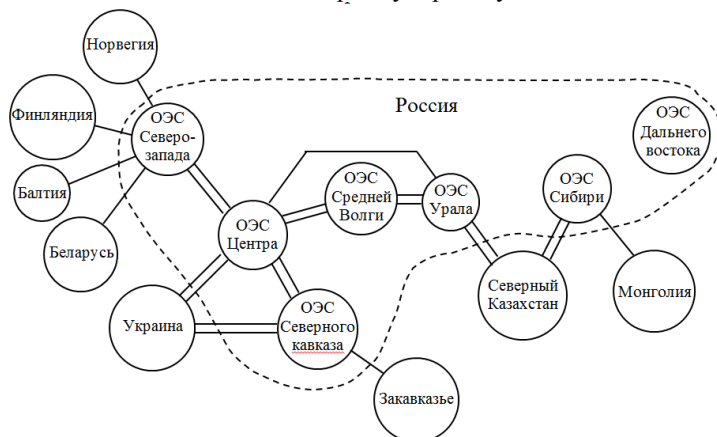 Норвегия
Финляндия
ОЭС
Северо-
запада
Россия
ОЭС
Дальнего
востока
Балтия
ОЭС
Средней
Волги
ОЭС
Урала
ОЭС
Сибири
Беларусь
ОЭС
Центра
Северный
Казахстан
Монголия
Украина
ОЭС
Северного
кавказа
Закавказье